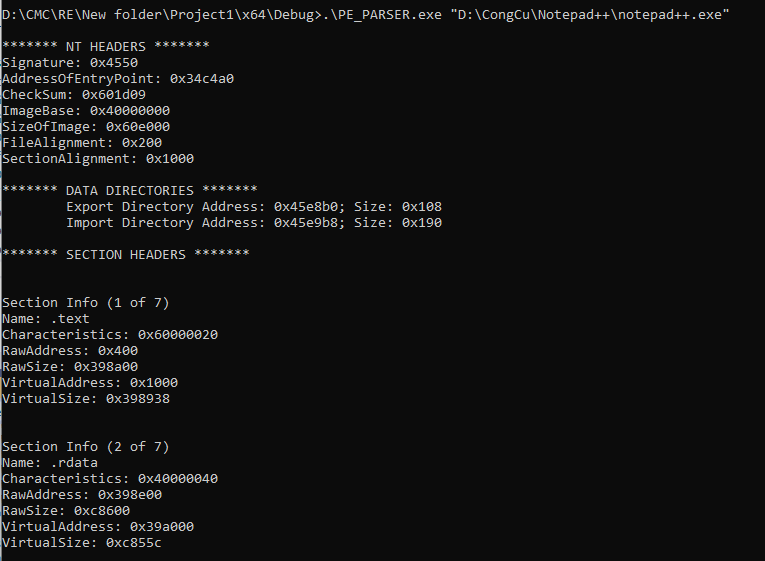 D:\CMC\RE\New folder\Project1\x64\Debug>.\PE_PARSER.exe "D:\CongCu\Notepad++\notepad++.exe"
******* NT HEADERS *******
Signature: 0x4550
AddressOfEntryPoint: 0x34c4a0
CheckSum: 0x601d09
ImageBase: 0x40000000
SizeOfImage: 0x60e000
FileAlignment: 0x200
SectionAlignment: 0x1000
******* DATA DIRECTORIES *******
Export Directory Address: 0x45e8b0; Size: 0x108
Import Directory Address: 0x45e9b8; Size: 0x190
******* SECTION HEADERS *******
Section Info (1 of 7)
Name: .text
Characteristics: 0x60000020
RawAddress: 0x400
RawSize: 0x398a00
VirtualAddress: 0x1000
VirtualSize: 0x398938
Section Info (2 of 7)
Name: .rdata
Characteristics: 0x40000040
RawAddress: 0x398e00
RawSize: 0xc8600
VirtualAddress: 0x39a000
VirtualSize: 0xc855c